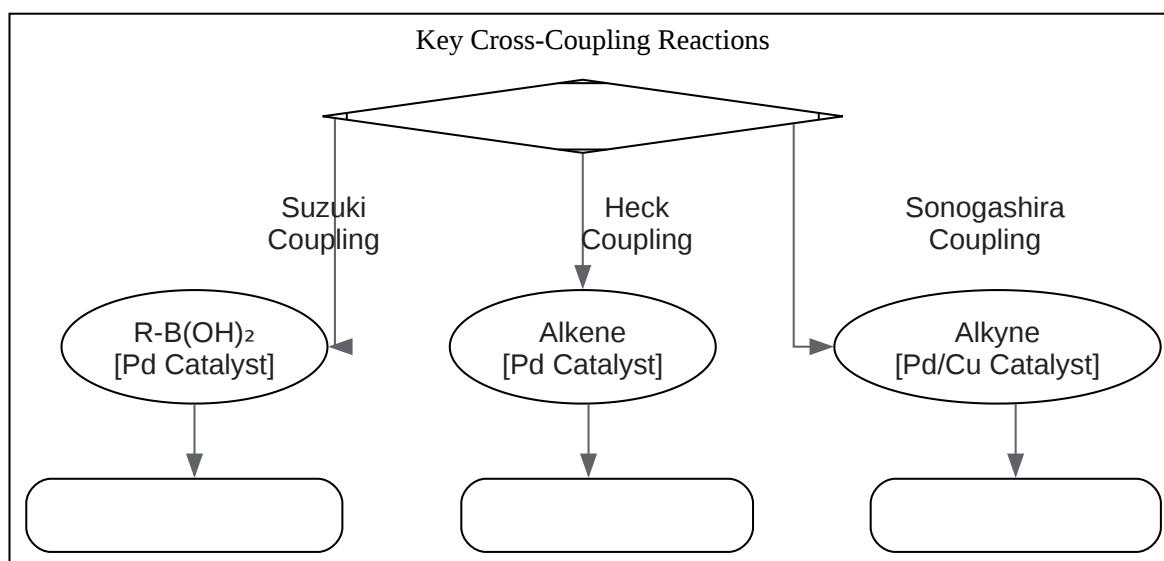 Key Cross-Coupling Reactions
Suzuki
Coupling
Heck
Coupling
Sonogashira
Coupling
R-B(OH)₂
[Pd Catalyst]
Alkene
[Pd Catalyst]
Alkyne
[Pd/Cu Catalyst]